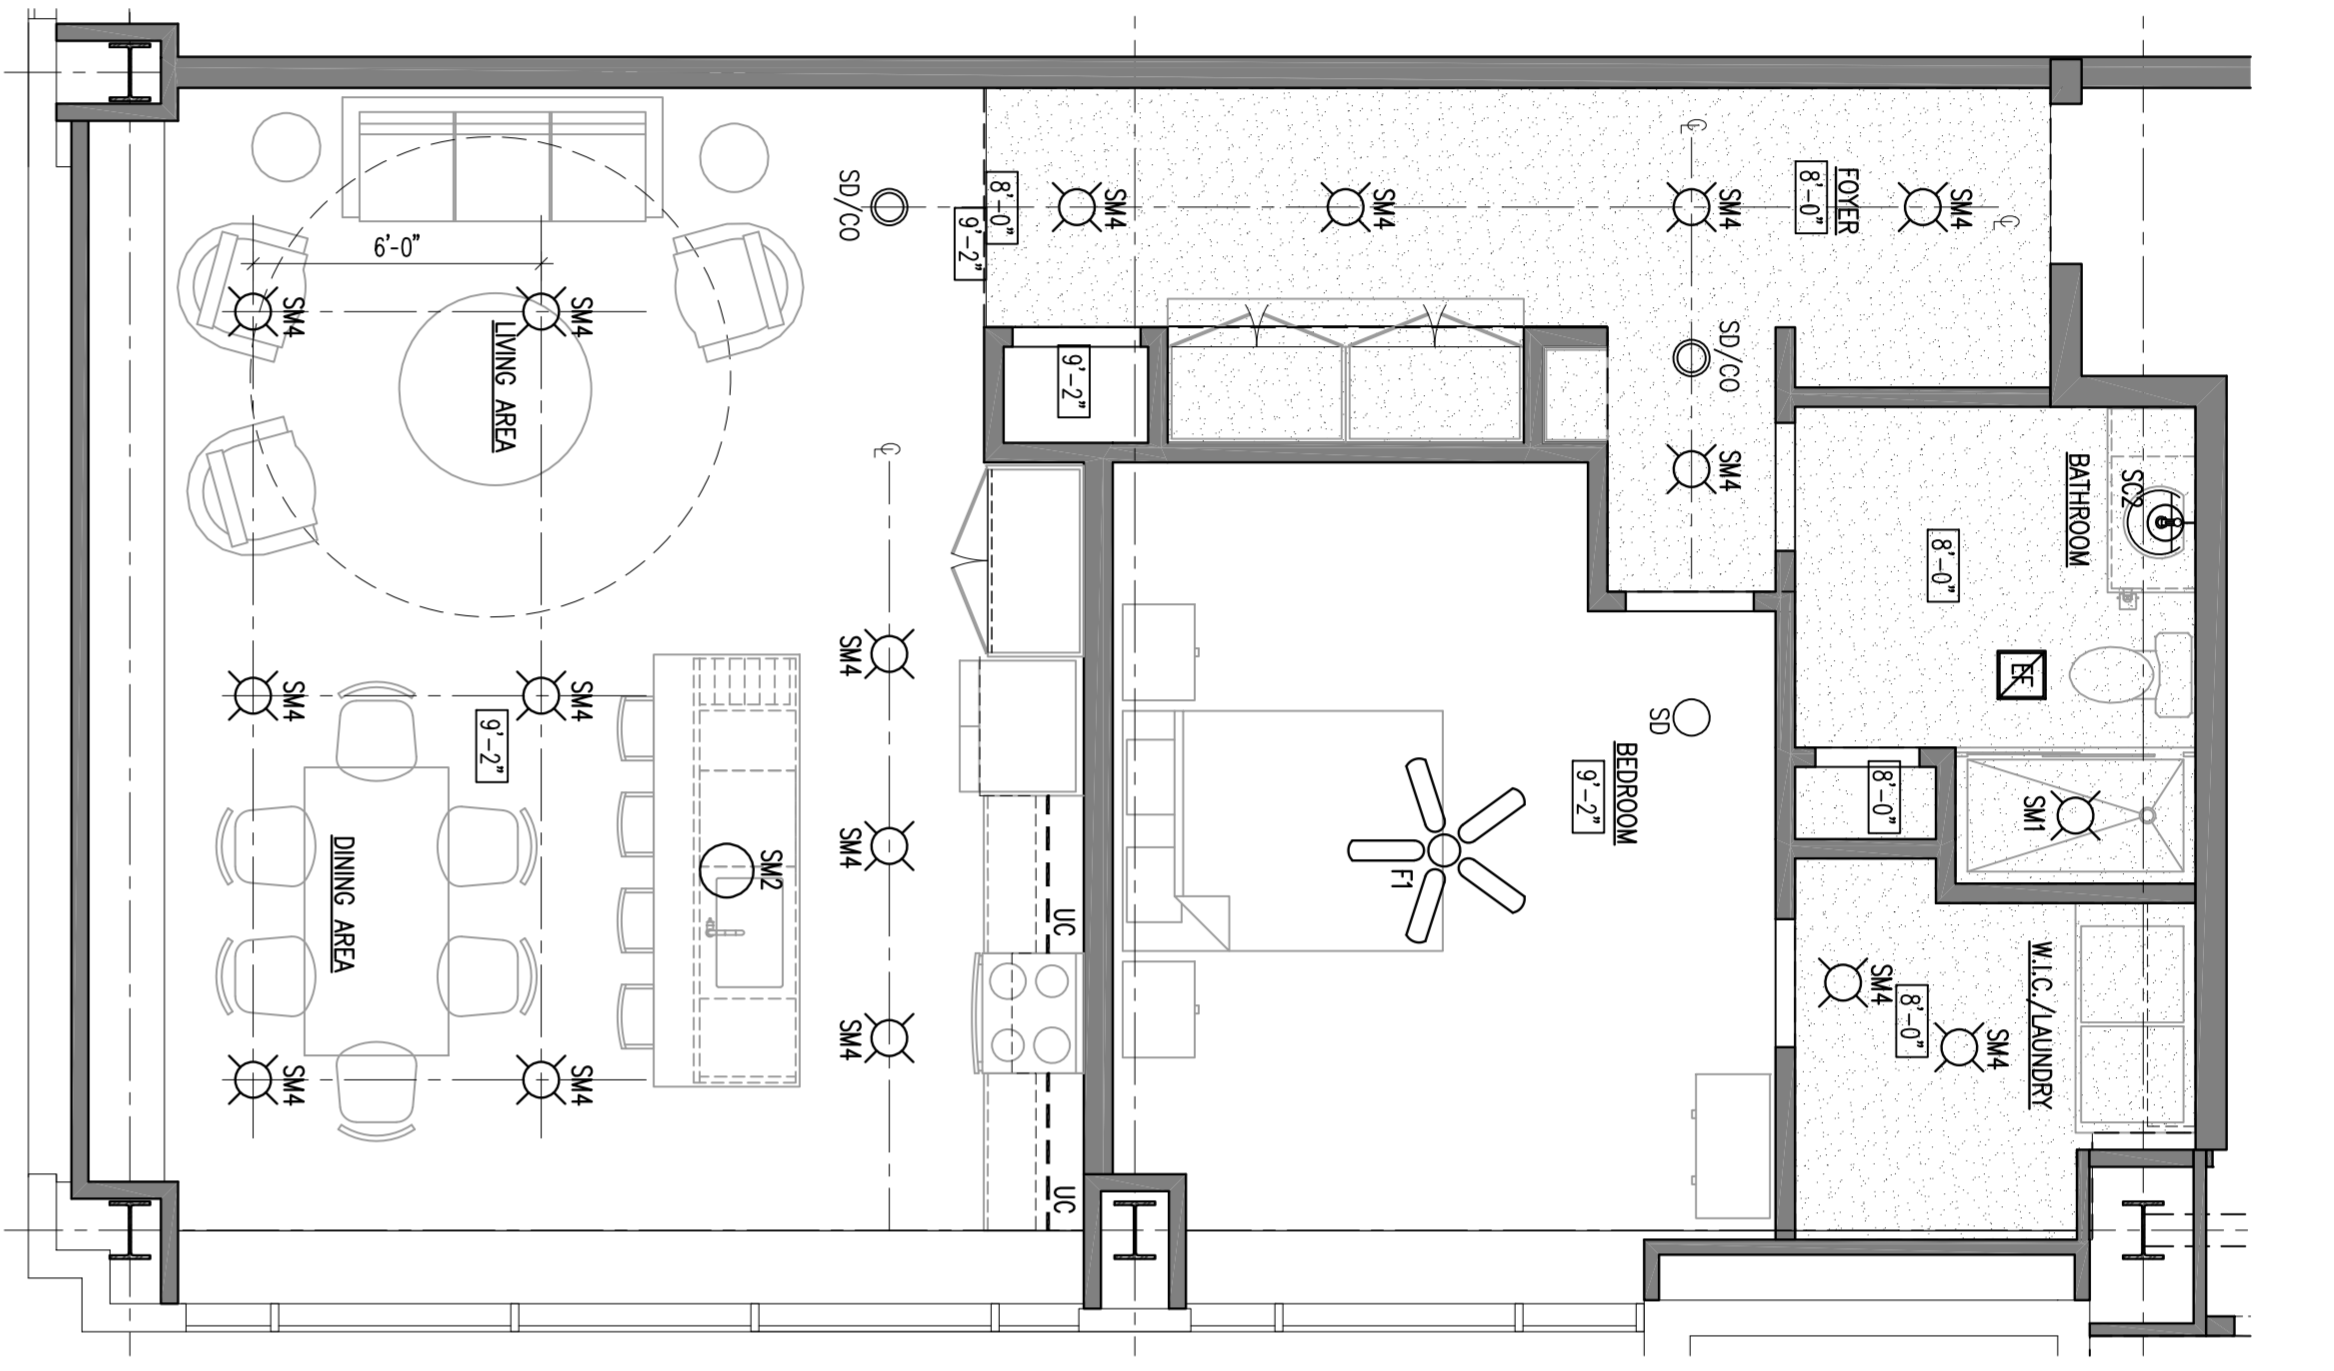 SD/CO
8'-0"
9'-2"
SM4
SM4
SM4
FOYER
8'-0"
SM4
℄
℄
6'-0"
SM4
SM4
LIVING AREA
9'-2"
SD/CO
SM4
℄
BATHROOM
8'-0"
SC2
EF
SM4
SM4
SM4
9'-2"
SM4
SD
BEDROOM
9'-2"
8'-0"
SM1
DINING AREA
SM2
SM4
UC
F1
SM4
8'-0"
SM4
W.I.C./LAUNDRY
SM4
SM4
SM4
UC